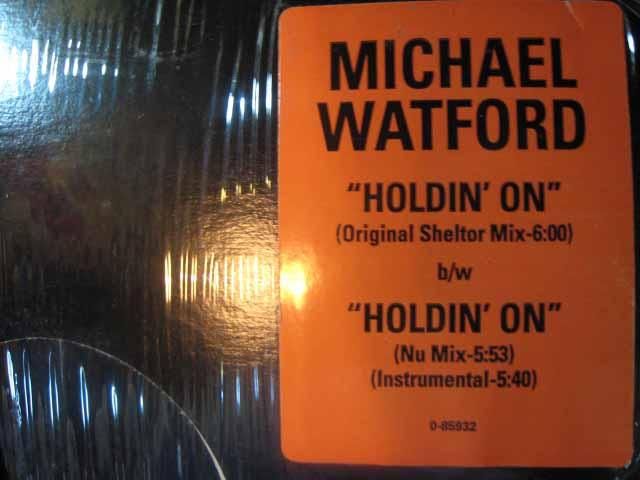 MICHAEL
WATFORD
"HOLDIN' ON"
(Original Sheltor Mix-6:00)
b/w
"HOLDIN' ON"
(Nu Mix-5:53)
(Instrumental-5:40)
0-85932